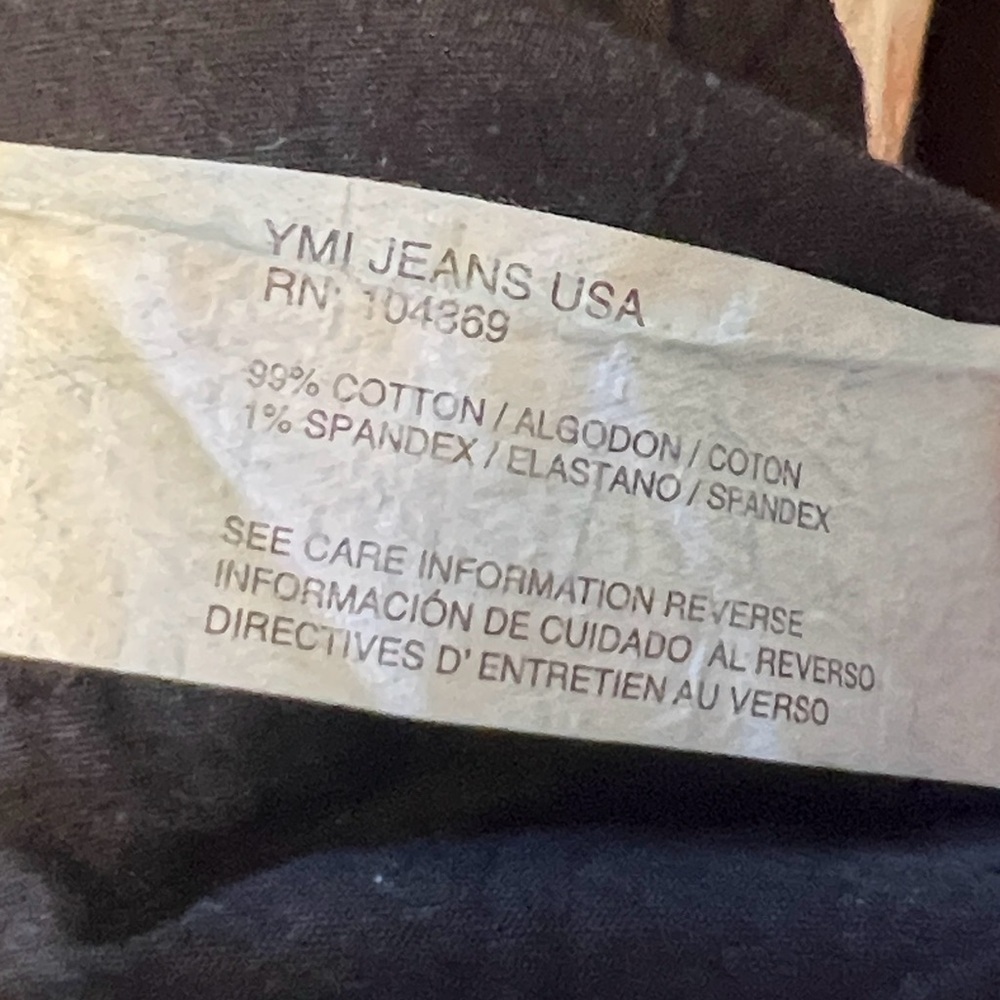 YMI JEANS USA
RN: 104369
99% COTTON / ALGODON / COTON
1% SPANDEX / ELASTANO / SPANDEX
SEE CARE INFORMATION REVERSE
INFORMACIÓN DE CUIDADO AL REVERSO
DIRECTIVES D' ENTRETIEN AU VERSO